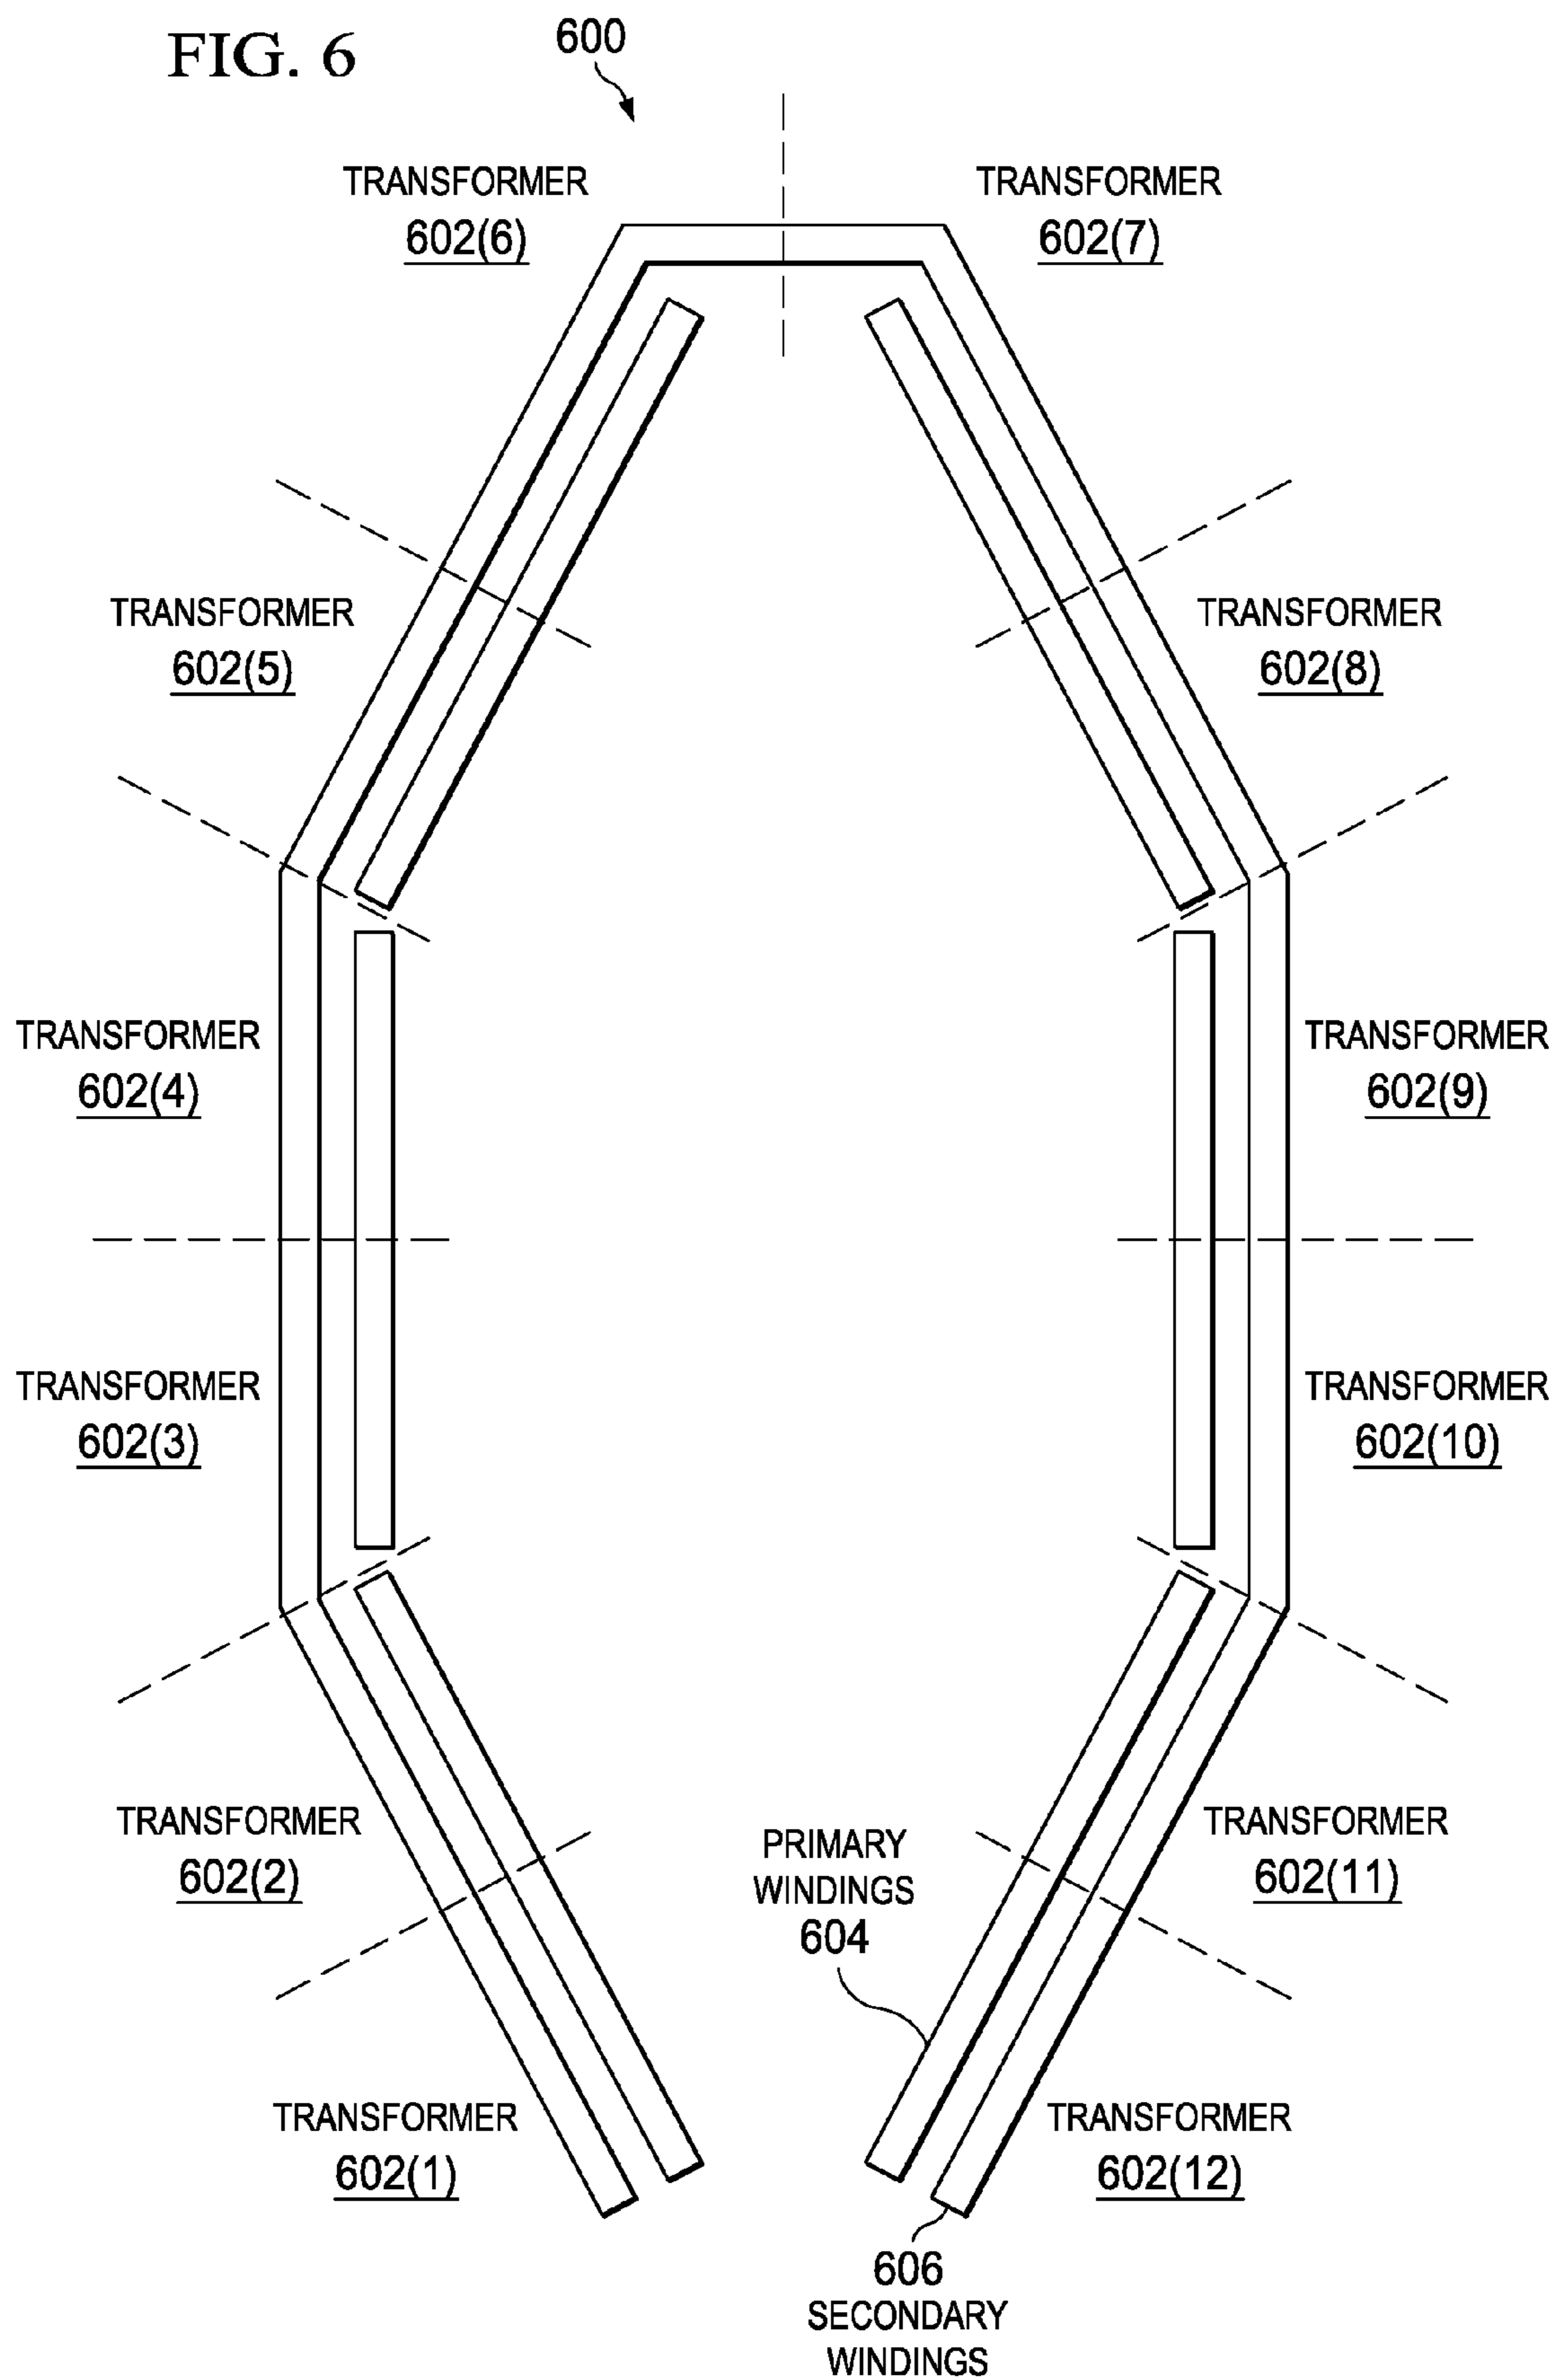 FIG. 6
600
TRANSFORMER
602(6)
TRANSFORMER
602(7)
TRANSFORMER
602(5)
TRANSFORMER
602(8)
TRANSFORMER
602(4)
TRANSFORMER
602(9)
TRANSFORMER
602(3)
TRANSFORMER
602(10)
TRANSFORMER
602(2)
PRIMARY
WINDINGS
604
TRANSFORMER
602(11)
TRANSFORMER
602(1)
TRANSFORMER
602(12)
606
SECONDARY
WINDINGS